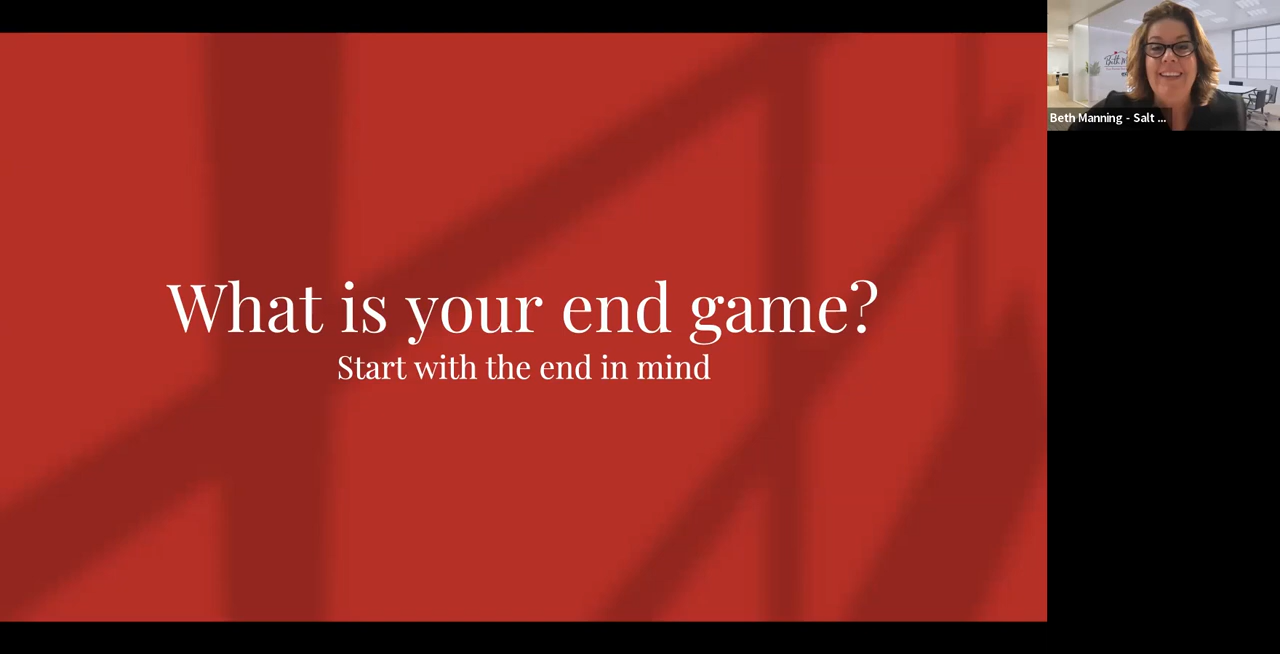 What is your end game?
Start with the end in mind
Beth Manning - Salt ...